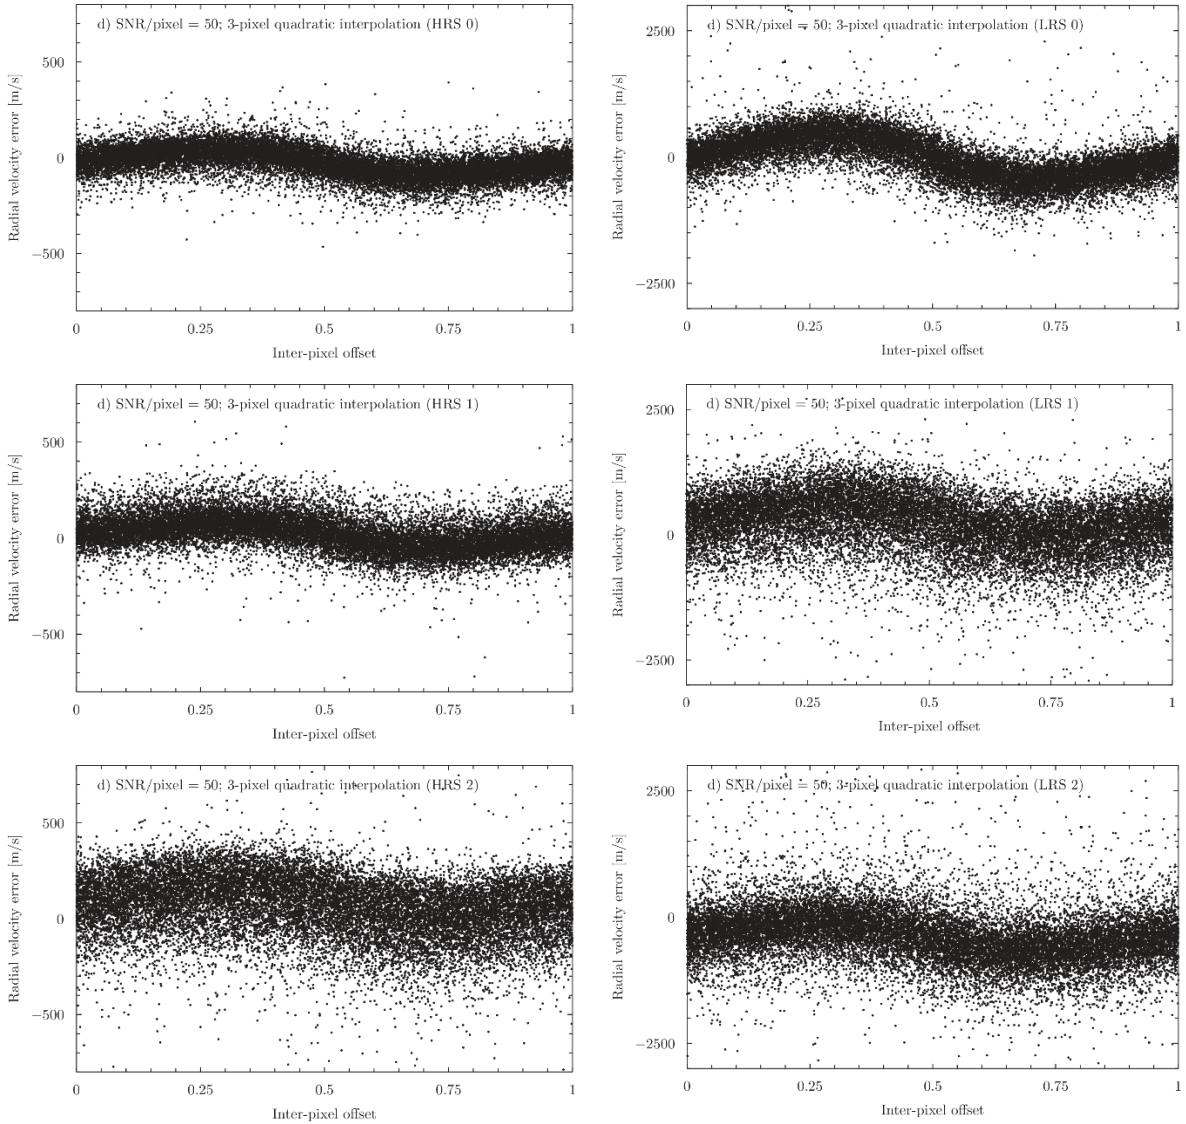 d) SNR/pixel = 50; 3-pixel quadratic interpolation (HRS 0)
500
0
−500
Radial velocity error [m/s]
0 0.25 0.5 0.75 1
Inter-pixel offset
d) SNR/pixel = 50; 3-pixel quadratic interpolation (LRS 0)
2500
0
−2500
Radial velocity error [m/s]
0 0.25 0.5 0.75 1
Inter-pixel offset
d) SNR/pixel = 50; 3-pixel quadratic interpolation (HRS 1)
500
0
−500
Radial velocity error [m/s]
0 0.25 0.5 0.75 1
Inter-pixel offset
d) SNR/pixel = 50; 3-pixel quadratic interpolation (LRS 1)
2500
0
−2500
Radial velocity error [m/s]
0 0.25 0.5 0.75 1
Inter-pixel offset
d) SNR/pixel = 50; 3-pixel quadratic interpolation (HRS 2)
500
0
−500
Radial velocity error [m/s]
0 0.25 0.5 0.75 1
Inter-pixel offset
d) SNR/pixel = 50; 3-pixel quadratic interpolation (LRS 2)
2500
0
−2500
Radial velocity error [m/s]
0 0.25 0.5 0.75 1
Inter-pixel offset